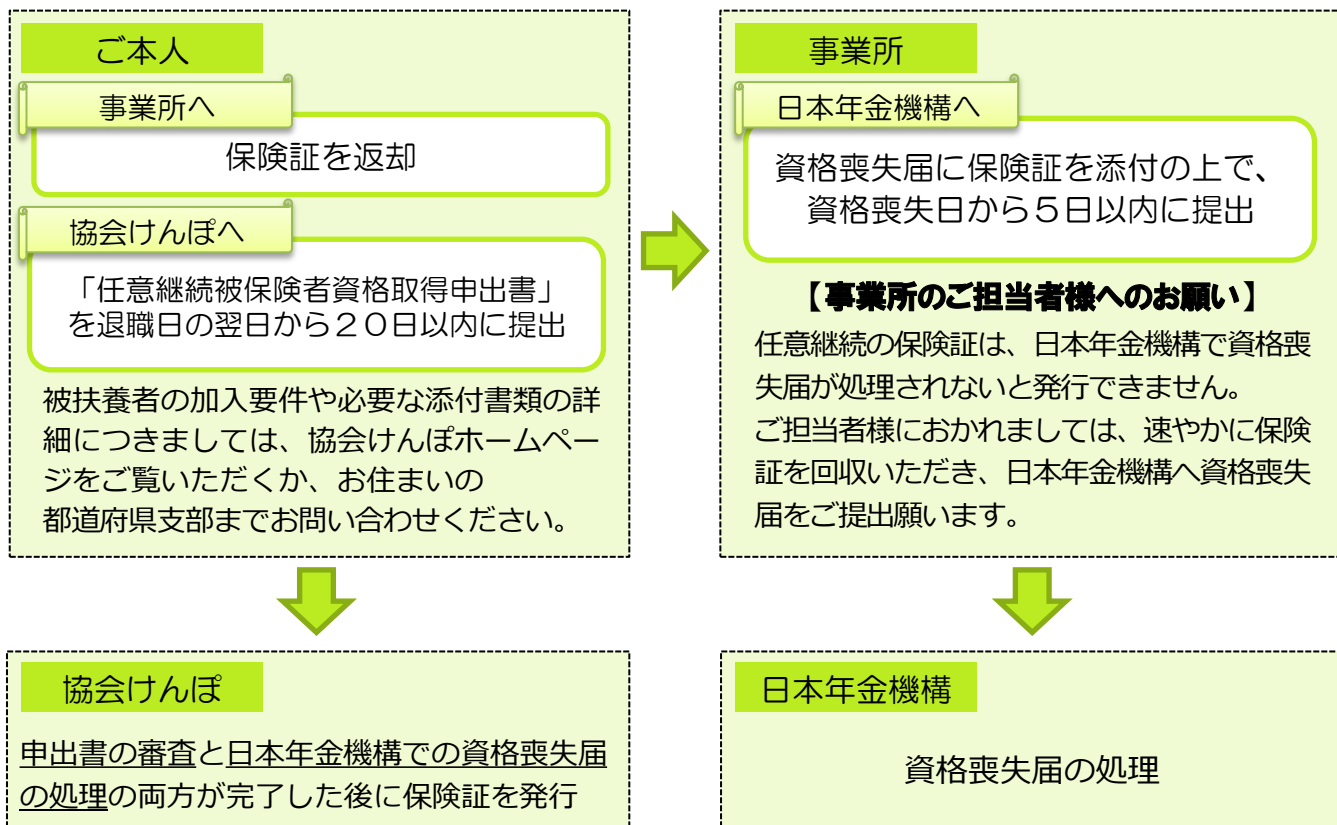 ご本人
事業所へ
保険証を返却
協会けんぽへ
「任意継続被保険者資格取得申出書」
を退職日の翌日から２０日以内に提出
被扶養者の加入要件や必要な添付書類の詳
細につきましては、協会けんぽホームペー
ジをご覧いただくか、お住まいの
都道府県支部までお問い合わせください。
事業所
日本年金機構へ
資格喪失届に保険証を添付の上で、
資格喪失日から５日以内に提出
【事業所のご担当者様へのお願い】
任意継続の保険証は、日本年金機構で資格喪
失届が処理されないと発行できません。
ご担当者様におかれましては、速やかに保険
証を回収いただき、日本年金機構へ資格喪失
届をご提出願います。
協会けんぽ
申出書の審査と日本年金機構での資格喪失届
の処理の両方が完了した後に保険証を発行
日本年金機構
資格喪失届の処理